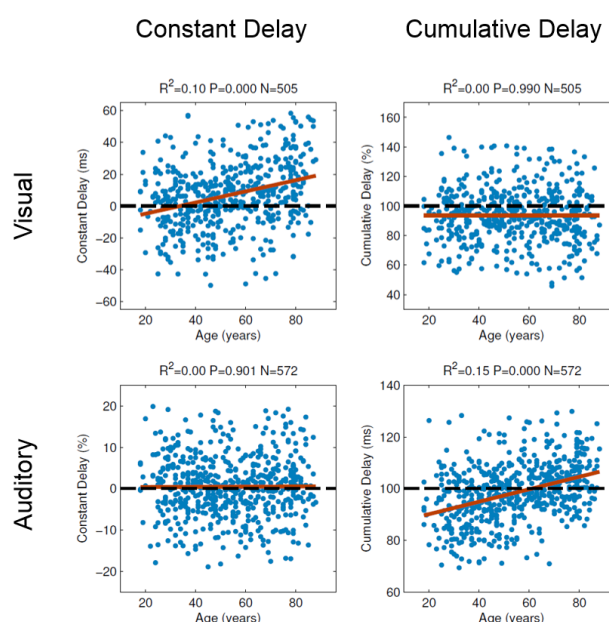 Constant Delay
Cumulative Delay
Visual
R²=0.10 P=0.000 N=505
Constant Delay (ms)
60
40
20
0
−20
−40
−60
20 40 60 80
Age (years)
R²=0.00 P=0.990 N=505
Cumulative Delay (%)
160
140
120
100
80
60
40
20 40 60 80
Age (years)
Auditory
R²=0.00 P=0.901 N=572
Constant Delay (%)
20
10
0
−10
−20
20 40 60 80
Age (years)
R²=0.15 P=0.000 N=572
Cumulative Delay (ms)
140
120
100
80
60
20 40 60 80
Age (years)